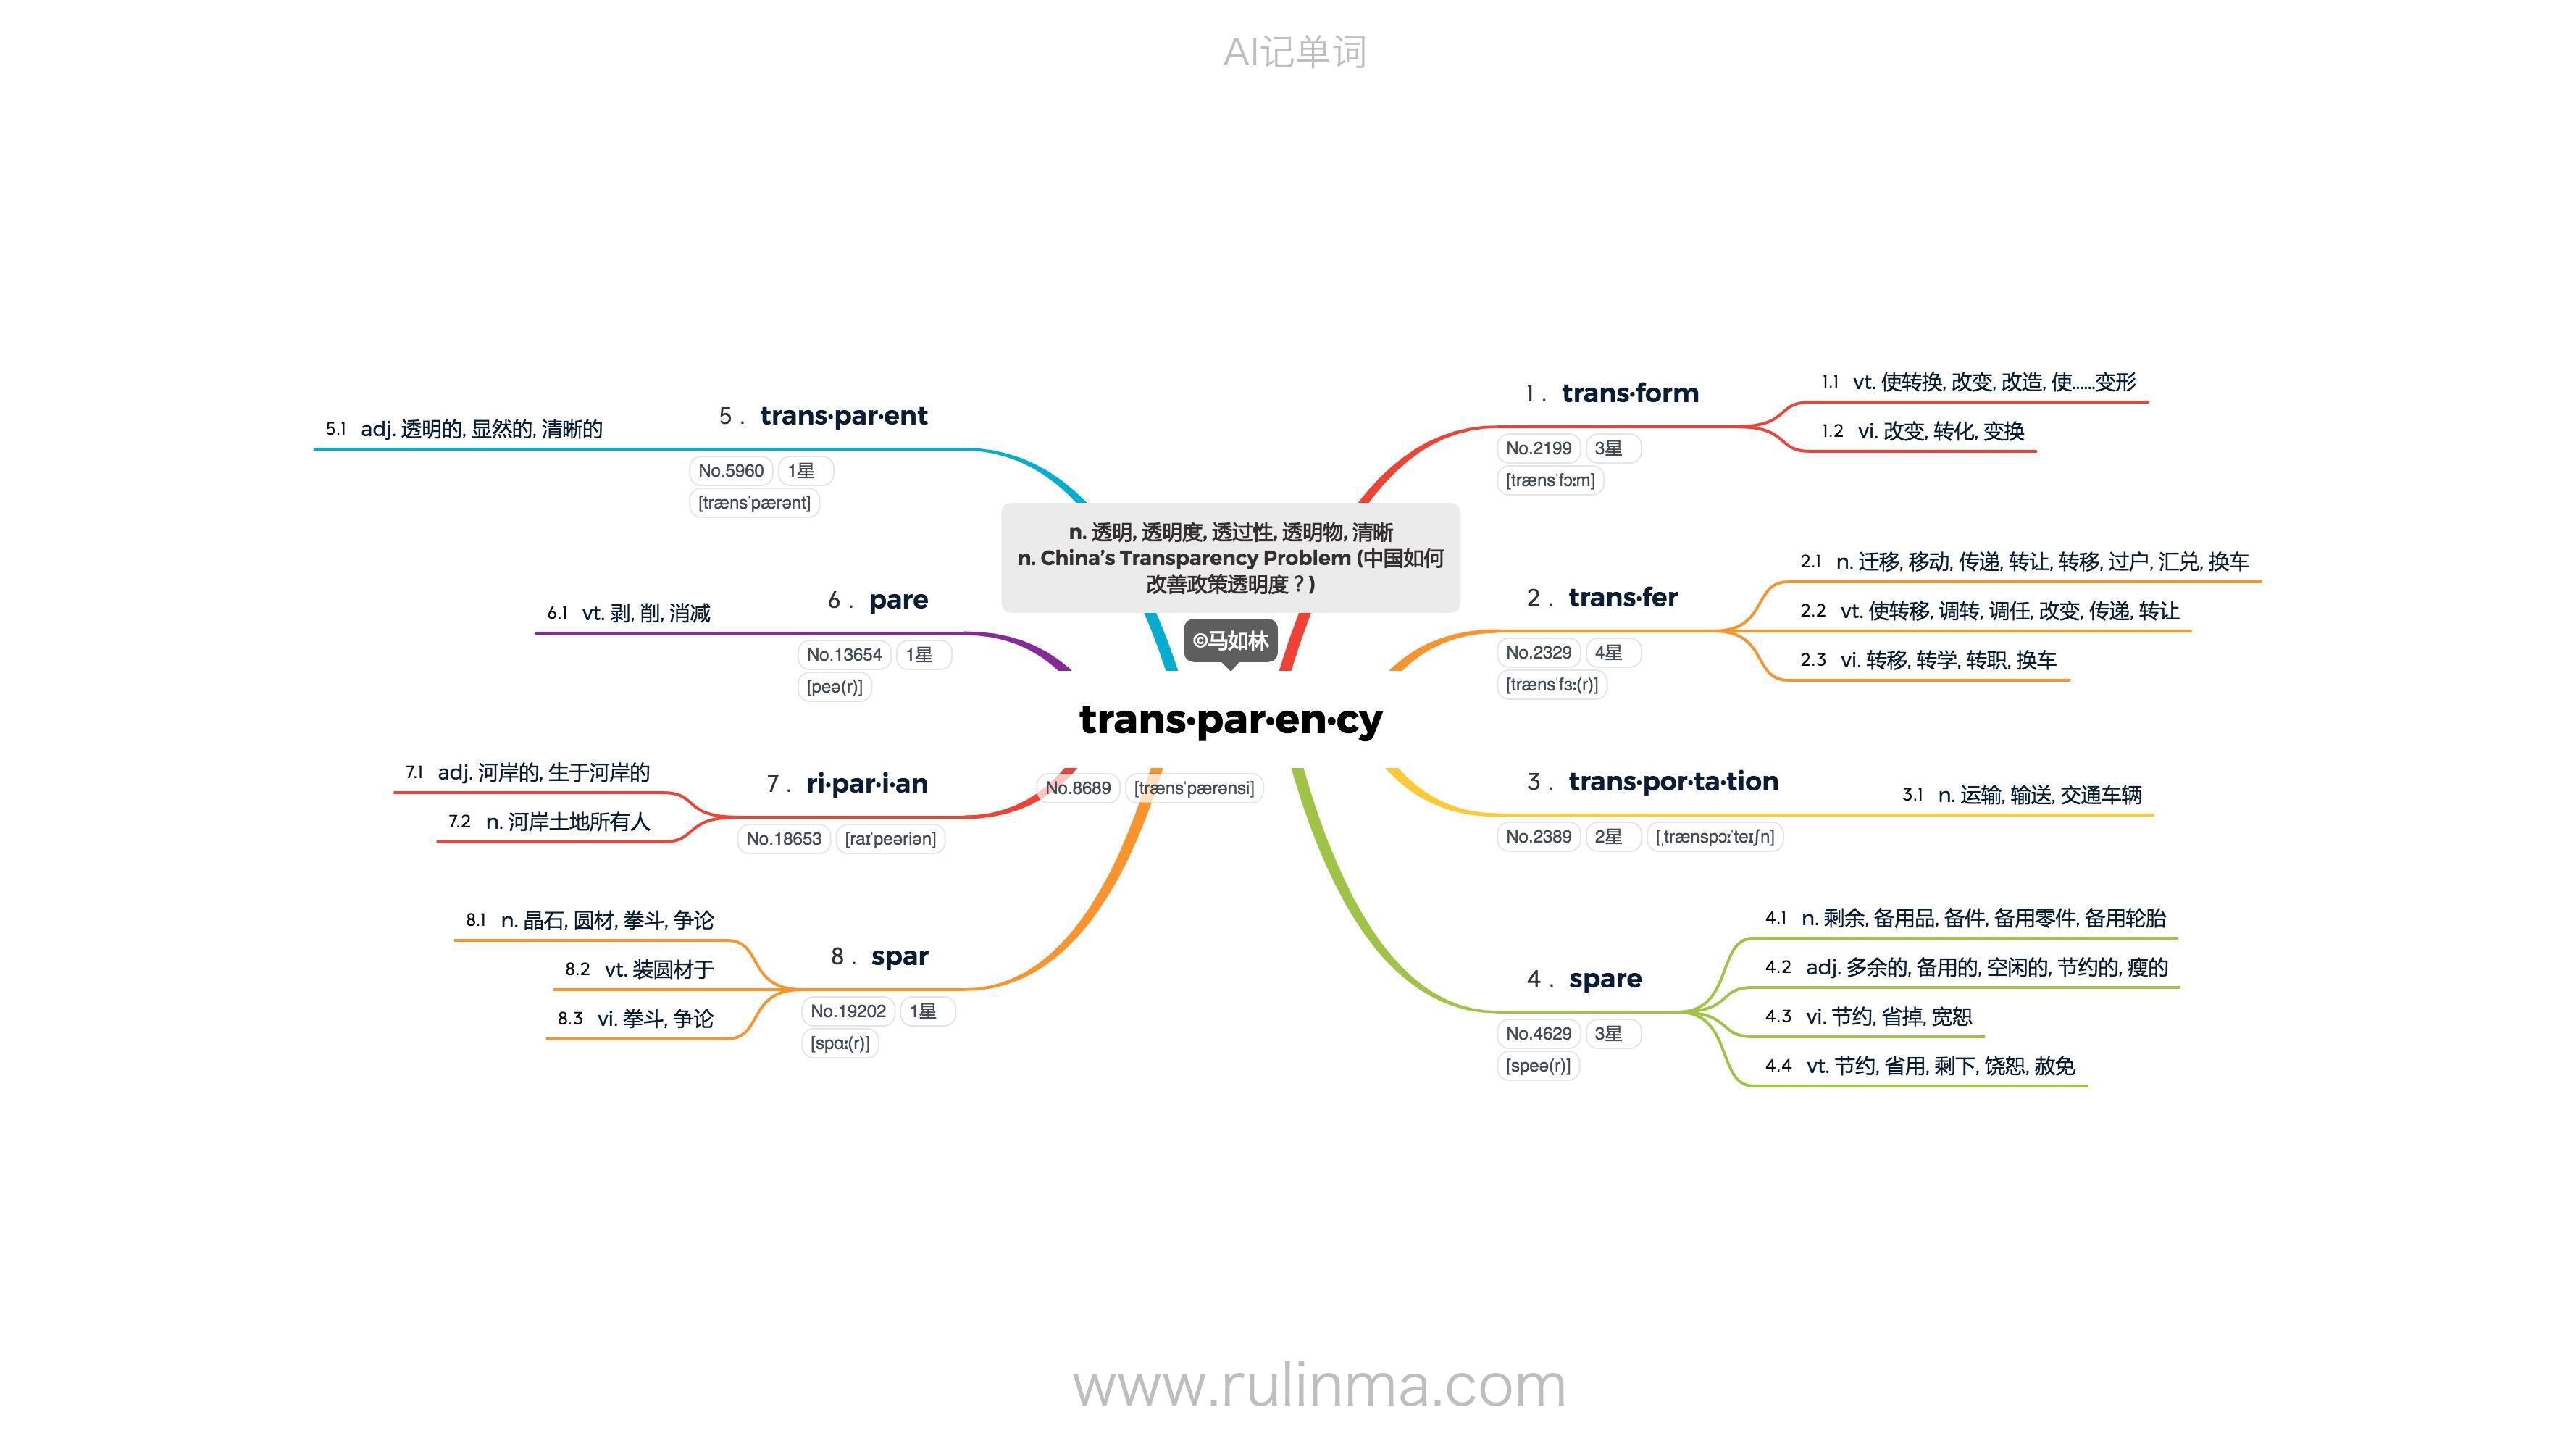 AI记单词
n. 透明, 透明度, 透过性, 透明物, 清晰
n. China’s Transparency Problem (中国如何
改善政策透明度？)
©马如林
trans·par·en·cy
No.8689 [trænsˈpærənsi]
1 . trans·form
No.2199 3星
[trænsˈfɔːm]
1.1 vt. 使转换, 改变, 改造, 使……变形
1.2 vi. 改变, 转化, 变换
2 . trans·fer
No.2329 4星
[trænsˈfɜː(r)]
2.1 n. 迁移, 移动, 传递, 转让, 转移, 过户, 汇兑, 换车
2.2 vt. 使转移, 调转, 调任, 改变, 传递, 转让
2.3 vi. 转移, 转学, 转职, 换车
3 . trans·por·ta·tion
No.2389 2星 [ˌtrænspɔːˈteɪʃn]
3.1 n. 运输, 输送, 交通车辆
4 . spare
No.4629 3星
[speə(r)]
4.1 n. 剩余, 备用品, 备件, 备用零件, 备用轮胎
4.2 adj. 多余的, 备用的, 空闲的, 节约的, 瘦的
4.3 vi. 节约, 省掉, 宽恕
4.4 vt. 节约, 省用, 剩下, 饶恕, 赦免
5 . trans·par·ent
No.5960 1星
[trænsˈpærənt]
5.1 adj. 透明的, 显然的, 清晰的
6 . pare
No.13654 1星
[peə(r)]
6.1 vt. 剥, 削, 消减
7 . ri·par·i·an
No.18653 [raɪˈpeəriən]
7.1 adj. 河岸的, 生于河岸的
7.2 n. 河岸土地所有人
8 . spar
No.19202 1星
[spɑː(r)]
8.1 n. 晶石, 圆材, 拳斗, 争论
8.2 vt. 装圆材于
8.3 vi. 拳斗, 争论
www.rulinma.com